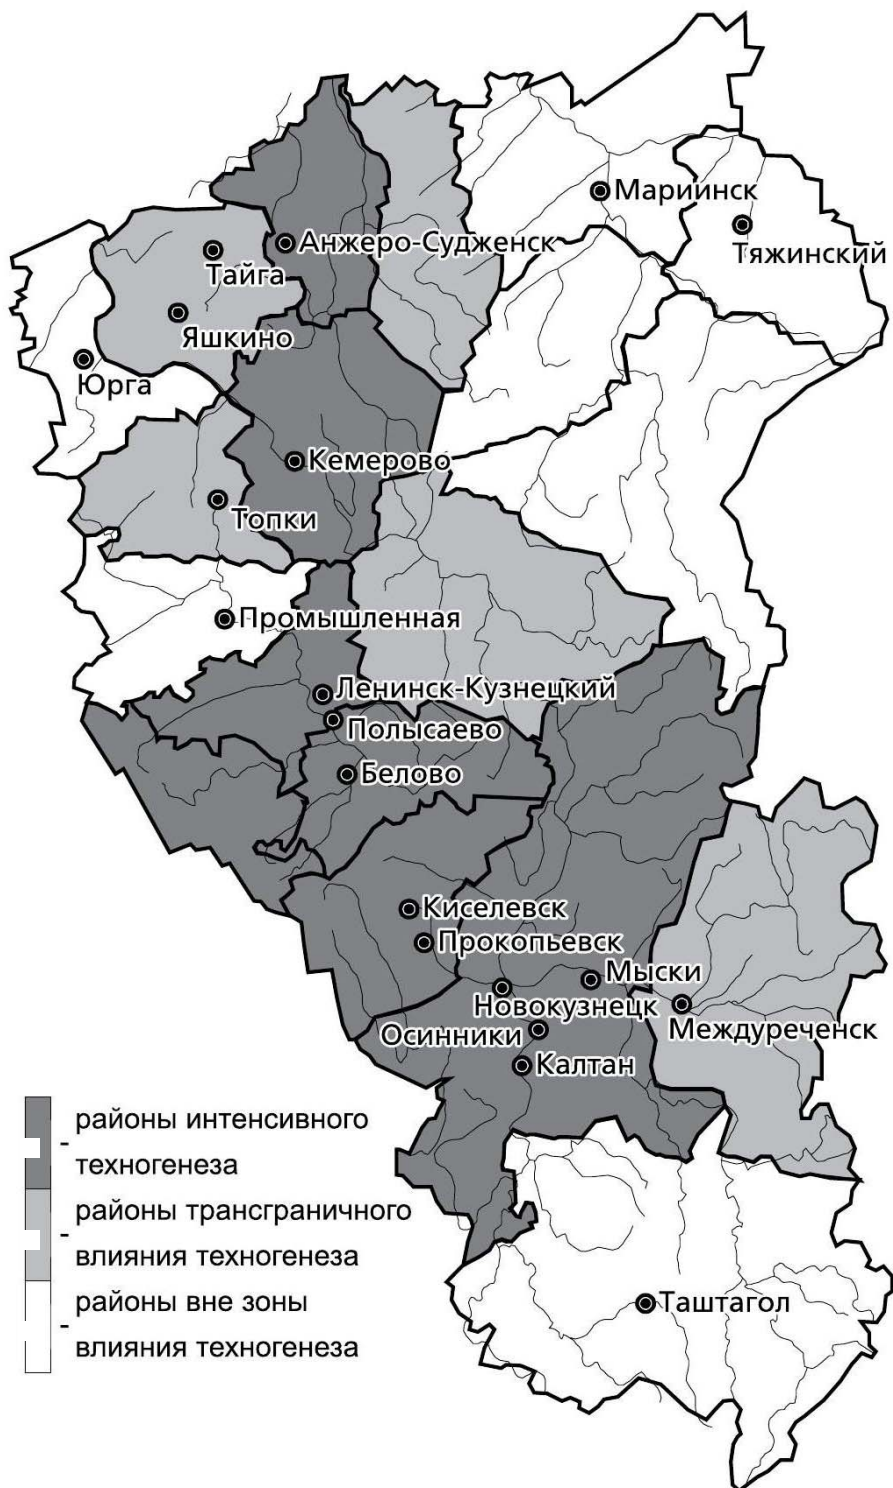 Мариинск
Тяжинский
Анжеро-Судженск
Тайга
Яшкино
Юрга
Кемерово
Топки
Промышленная
Ленинск-Кузнецкий
Полысаево
Белово
Киселевск
Прокопьевск
Мыски
Новокузнецк
Междуреченск
Осинники
Калтан
Таштагол
- районы интенсивного
техногенеза
- районы трансграничного
влияния техногенеза
- районы вне зоны
влияния техногенеза